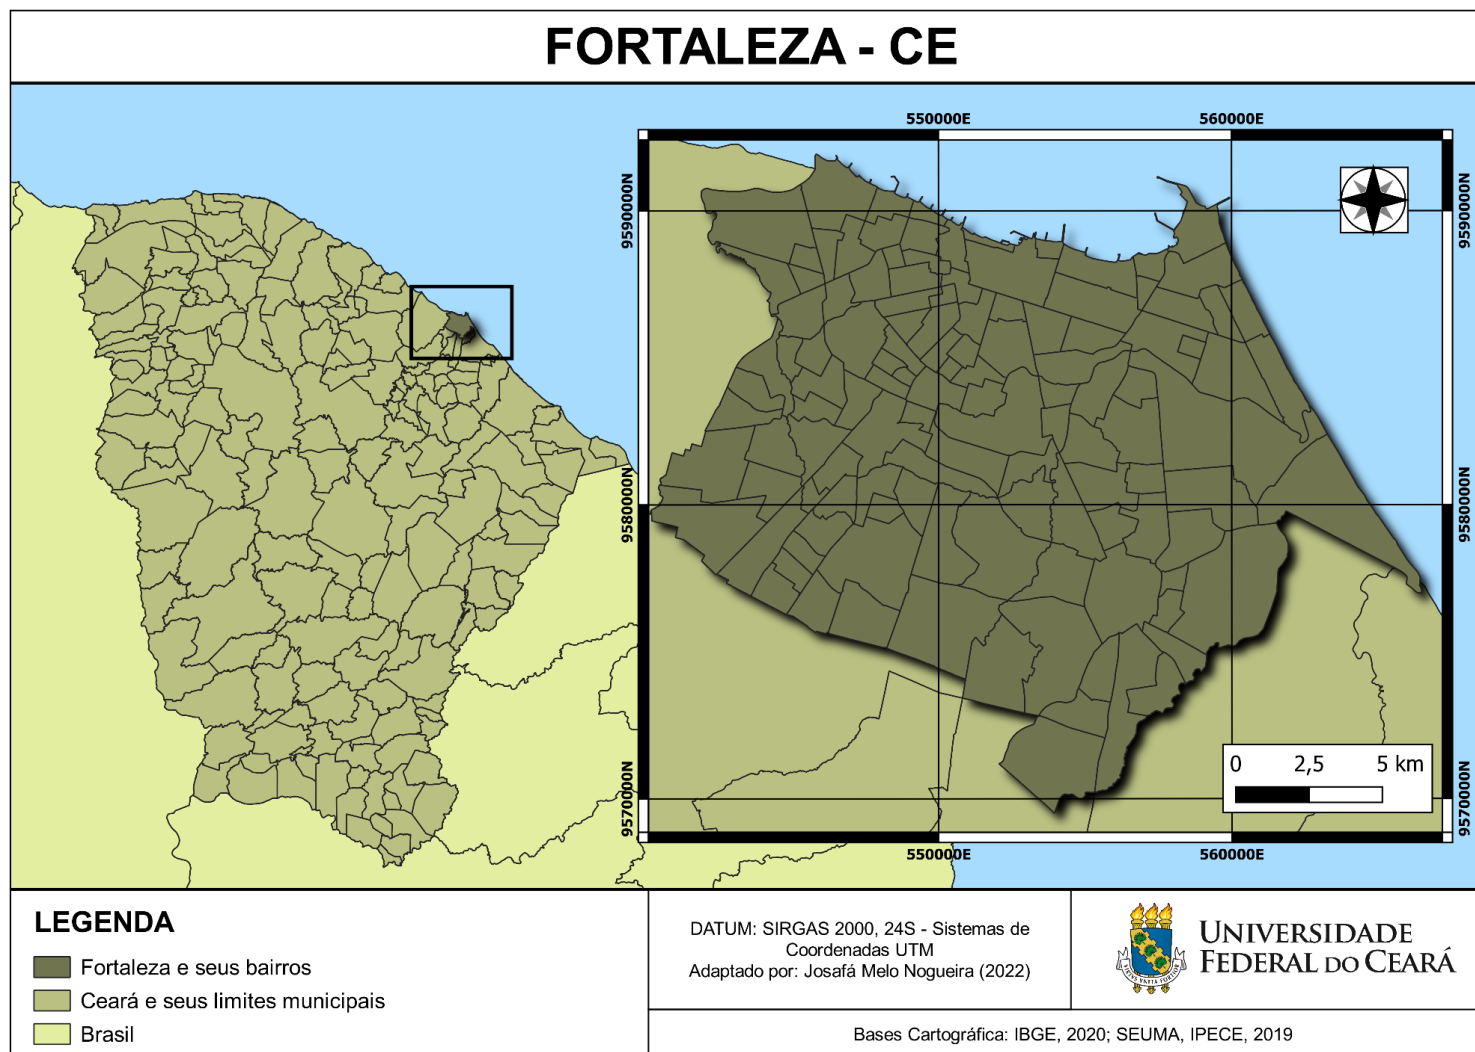 FORTALEZA - CE
550000E
560000E
9590000N
9590000N
9580000N
9580000N
0 2,5 5 km
9570000N
9570000N
550000E
560000E
LEGENDA
Fortaleza e seus bairros
Ceará e seus limites municipais
Brasil
DATUM: SIRGAS 2000, 24S - Sistemas de
Coordenadas UTM
Adaptado por: Josafá Melo Nogueira (2022)
UNIVERSIDADE
FEDERAL DO CEARÁ
Bases Cartográfica: IBGE, 2020; SEUMA, IPECE, 2019